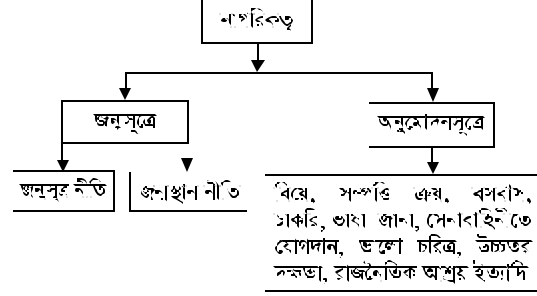 নাগরিকত্ব
জন্মসূত্রে
অনুমোদনসূত্রে
জন্মসূত্র নীতি
জন্মস্থান নীতি
বিয়ে, সম্পত্তি ক্রয়, বসবাস,
চাকরি, ভাষা জানা, সেনাবাহিনীতে
যোগদান, ভালো চরিত্র, উচ্চতর
দক্ষতা, রাজনৈতিক আশ্রয় ইত্যাদি